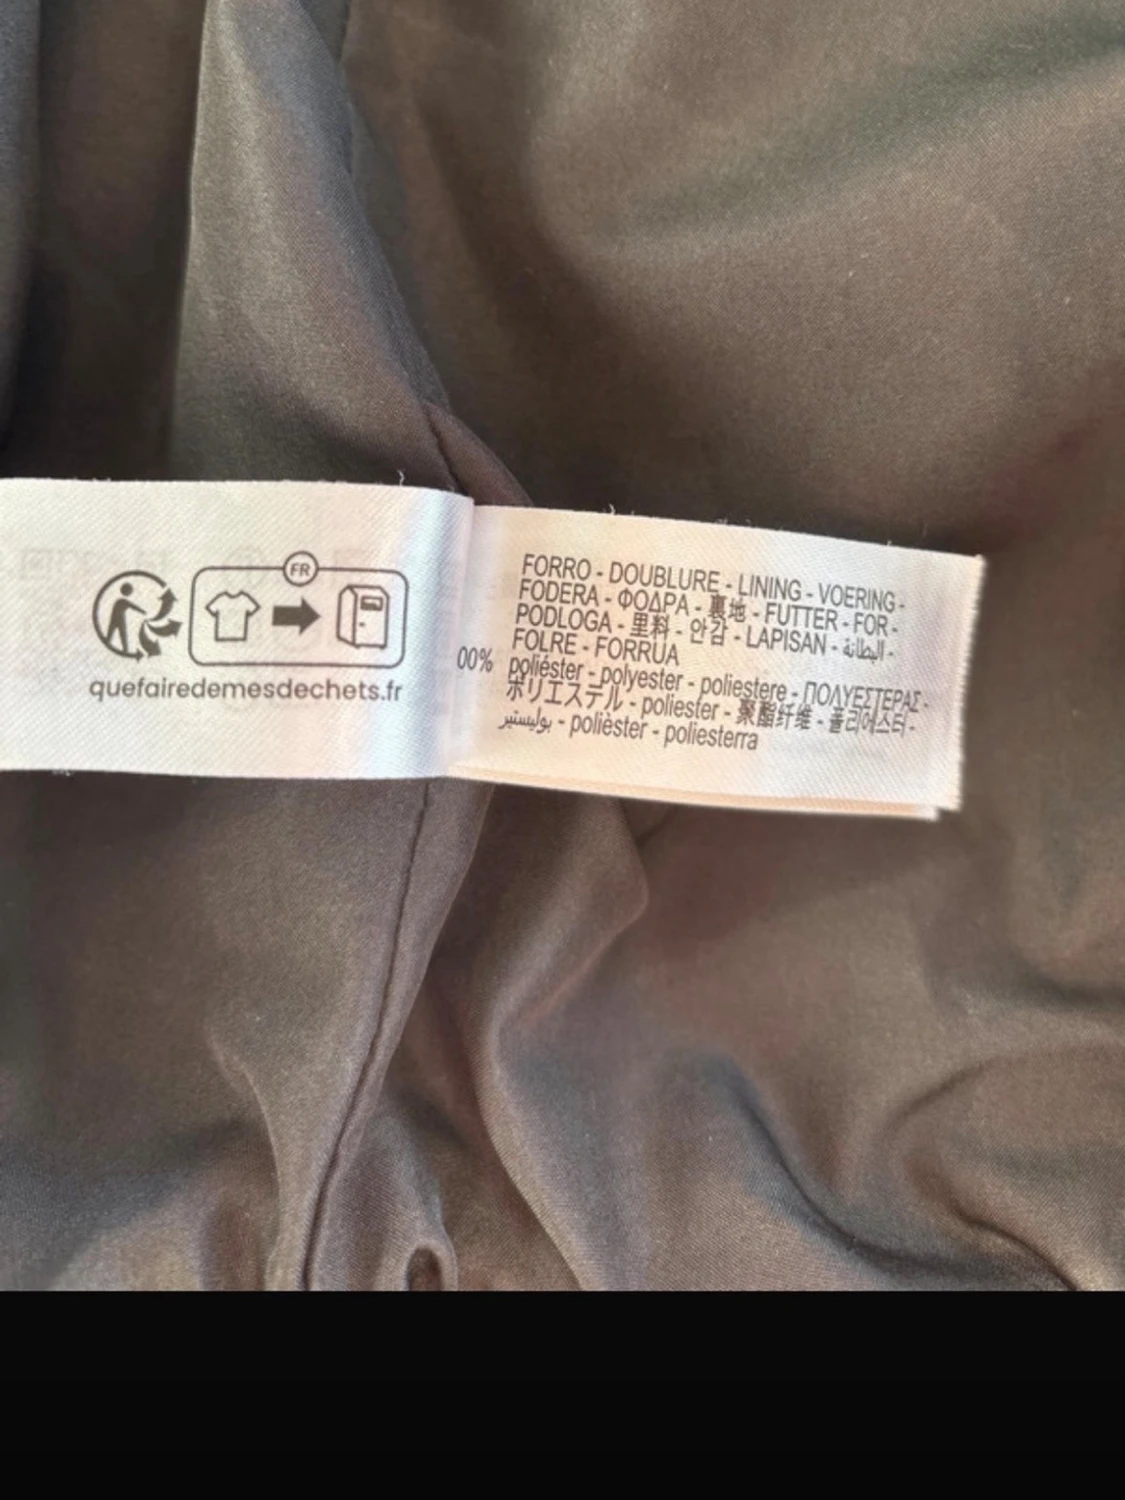 FR
quefairedemesdechets.fr
FORRO - DOUBLURE - LINING - VOERING -
FODERA - ΦΟΔΡΑ - 裏地 - FUTTER - FOR -
PODLOGA - 里料 - 안감 - LAPISAN - البطانة -
FOLRE - FORRUA
00% poliéster - polyester - poliestere - ΠΟΛΥΕΣΤΕΡΑΣ -
ポリエステル - poliester - 聚酯纤维 - 폴리에스터 -
بوليستير - polièster - poliesterra